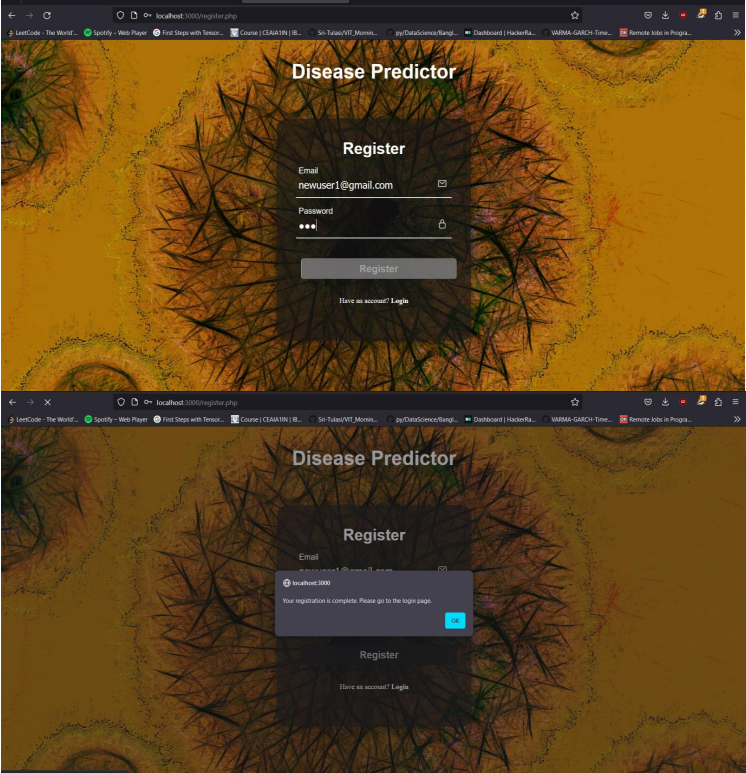 localhost:3000/register.php
LeetCode - The World'... Spotify – Web Player First Steps with Tensor... Course | CEAIA1IN | IB... Sri-Tulasi/VIT_Mornin... py/DataScience/Bangl... Dashboard | HackerRa... VARMA-GARCH-Time... Remote Jobs in Progra...
Disease Predictor
Register
Email
newuser1@gmail.com
Password
●●●
Register
Have an account? Login
localhost:3000/register.php
LeetCode - The World'... Spotify – Web Player First Steps with Tensor... Course | CEAIA1IN | IB... Sri-Tulasi/VIT_Mornin... py/DataScience/Bangl... Dashboard | HackerRa... VARMA-GARCH-Time... Remote Jobs in Progra...
Disease Predictor
Register
Email
localhost:3000
Your registration is complete. Please go to the login page.
OK
Register
Have an account? Login